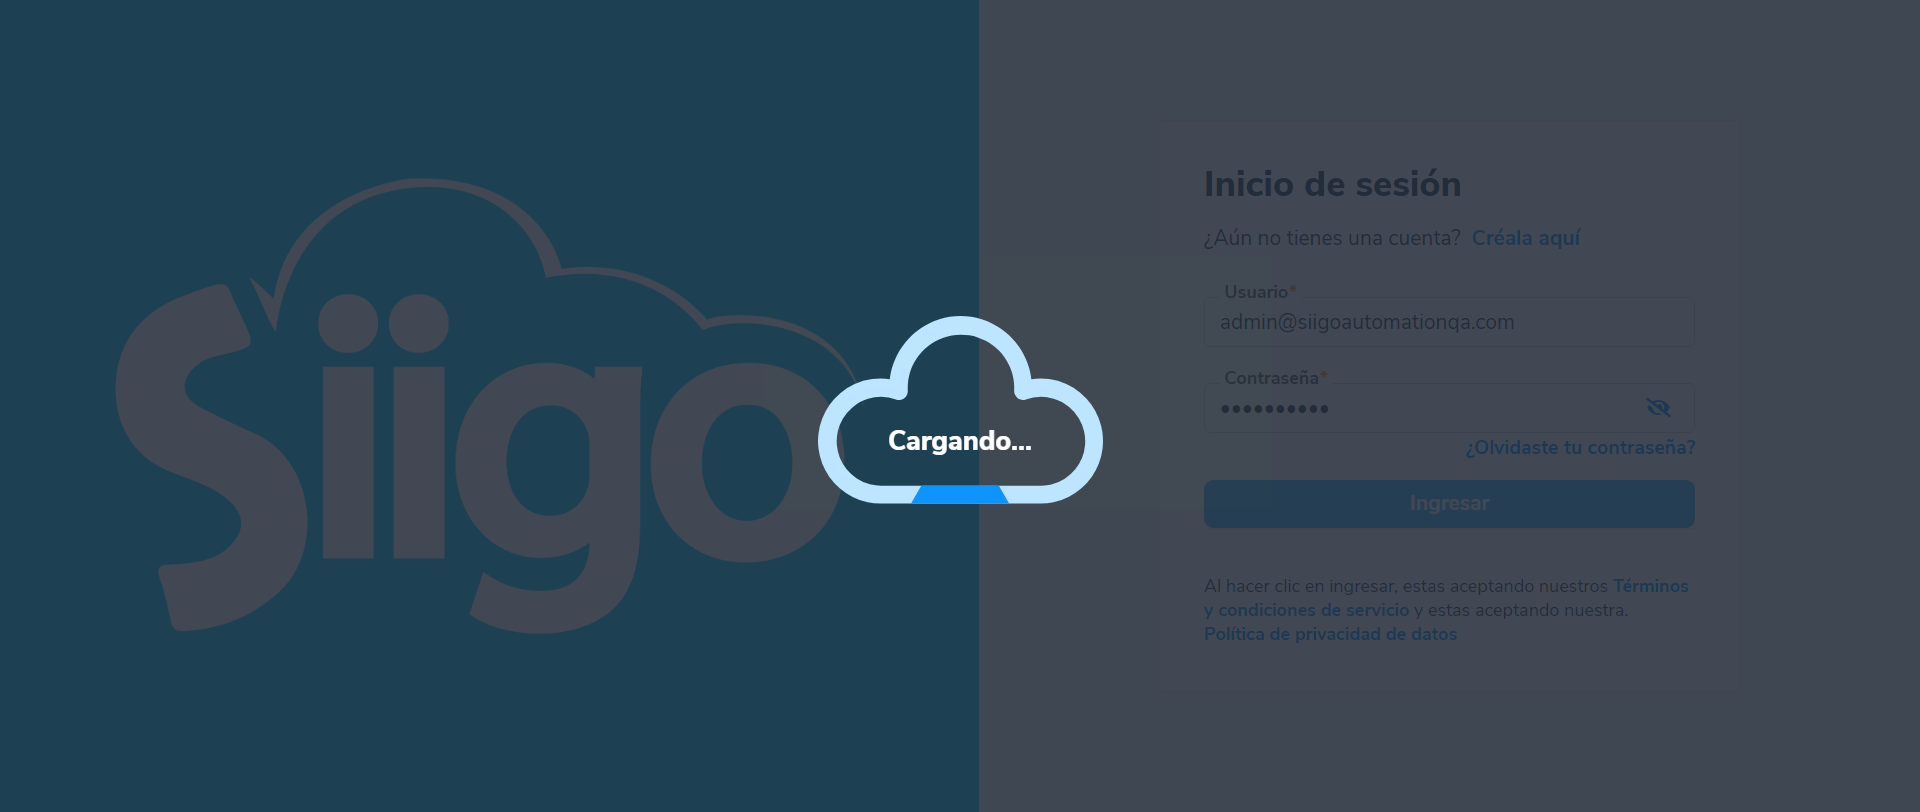 Siigo
Cargando...
Inicio de sesión
¿Aún no tienes una cuenta? Créala aquí
Usuario*
admin@siigoautomationqa.com
Contraseña*
••••••••••
¿Olvidaste tu contraseña?
Ingresar
Al hacer clic en ingresar, estas aceptando nuestros Términos
y condiciones de servicio y estas aceptando nuestra.
Política de privacidad de datos